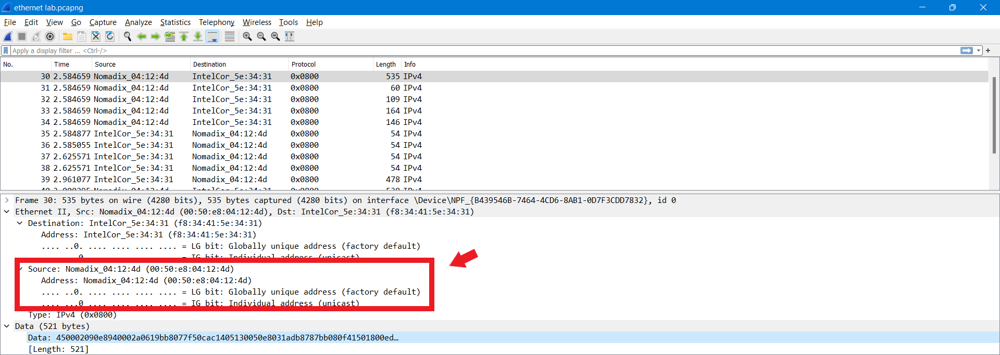 ethernet lab.pcapng
File Edit View Go Capture Analyze Statistics Telephony Wireless Tools Help
Apply a display filter ... <Ctrl-/>
No. Time Source Destination Protocol Length Info
30 2.584659 Nomadix_04:12:4d IntelCor_5e:34:31 0x0800 535 IPv4
31 2.584659 Nomadix_04:12:4d IntelCor_5e:34:31 0x0800 60 IPv4
32 2.584659 Nomadix_04:12:4d IntelCor_5e:34:31 0x0800 109 IPv4
33 2.584659 Nomadix_04:12:4d IntelCor_5e:34:31 0x0800 164 IPv4
34 2.584659 Nomadix_04:12:4d IntelCor_5e:34:31 0x0800 146 IPv4
35 2.584877 IntelCor_5e:34:31 Nomadix_04:12:4d 0x0800 54 IPv4
36 2.585055 IntelCor_5e:34:31 Nomadix_04:12:4d 0x0800 54 IPv4
37 2.625571 IntelCor_5e:34:31 Nomadix_04:12:4d 0x0800 54 IPv4
38 2.625571 IntelCor_5e:34:31 Nomadix_04:12:4d 0x0800 54 IPv4
39 2.961077 IntelCor_5e:34:31 Nomadix_04:12:4d 0x0800 478 IPv4
Frame 30: 535 bytes on wire (4280 bits), 535 bytes captured (4280 bits) on interface \Device\NPF_{B439546B-7464-4CD6-8AB1-0D7F3CDD7832}, id 0
Ethernet II, Src: Nomadix_04:12:4d (00:50:e8:04:12:4d), Dst: IntelCor_5e:34:31 (f8:34:41:5e:34:31)
Destination: IntelCor_5e:34:31 (f8:34:41:5e:34:31)
Address: IntelCor_5e:34:31 (f8:34:41:5e:34:31)
.... ..0. .... .... .... .... = LG bit: Globally unique address (factory default)
.... ...0 .... .... .... .... = IG bit: Individual address (unicast)
Source: Nomadix_04:12:4d (00:50:e8:04:12:4d)
Address: Nomadix_04:12:4d (00:50:e8:04:12:4d)
.... ..0. .... .... .... .... = LG bit: Globally unique address (factory default)
.... ...0 .... .... .... .... = IG bit: Individual address (unicast)
Type: IPv4 (0x0800)
Data (521 bytes)
Data: 450002090e8940002a0619bb8077f50cac1405130050e8031adb8787bb080f41501800ed…
[Length: 521]